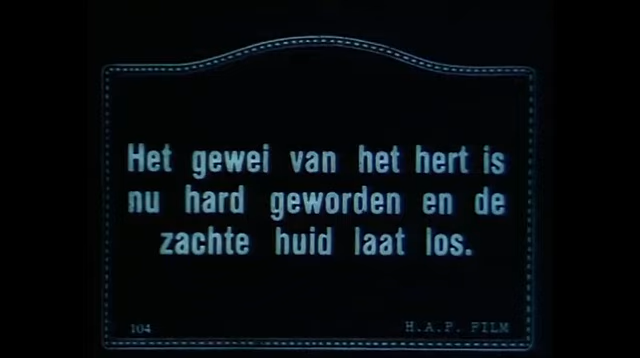 Het gewei van het hert is
nu hard geworden en de
zachte huid laat los.
104
H.A.P. FILM